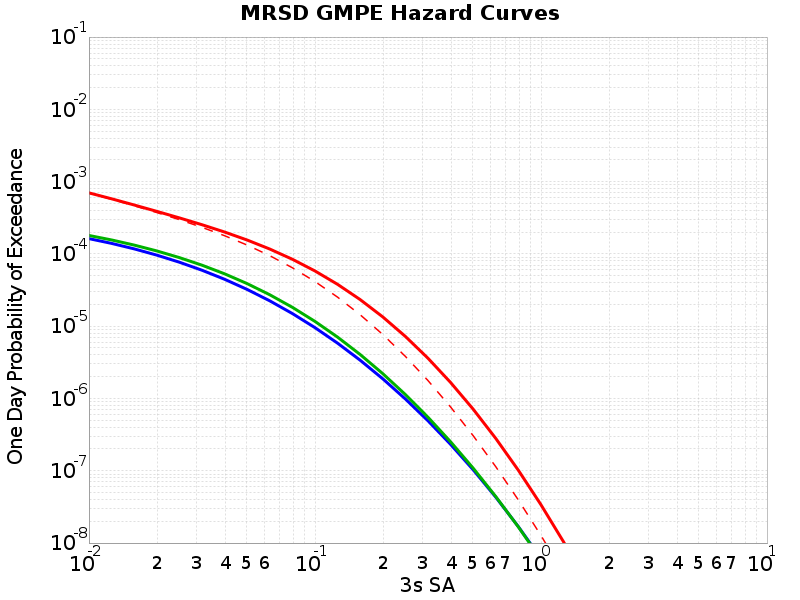 MRSD GMPE Hazard Curves
One Day Probability of Exceedance
10^-1
10^-2
10^-3
10^-4
10^-5
10^-6
10^-7
10^-8
10^-2 2 3 4 5 6 10^-1 2 3 4 5 6 7 10^0 2 3 4 5 6 7 10^1
3s SA